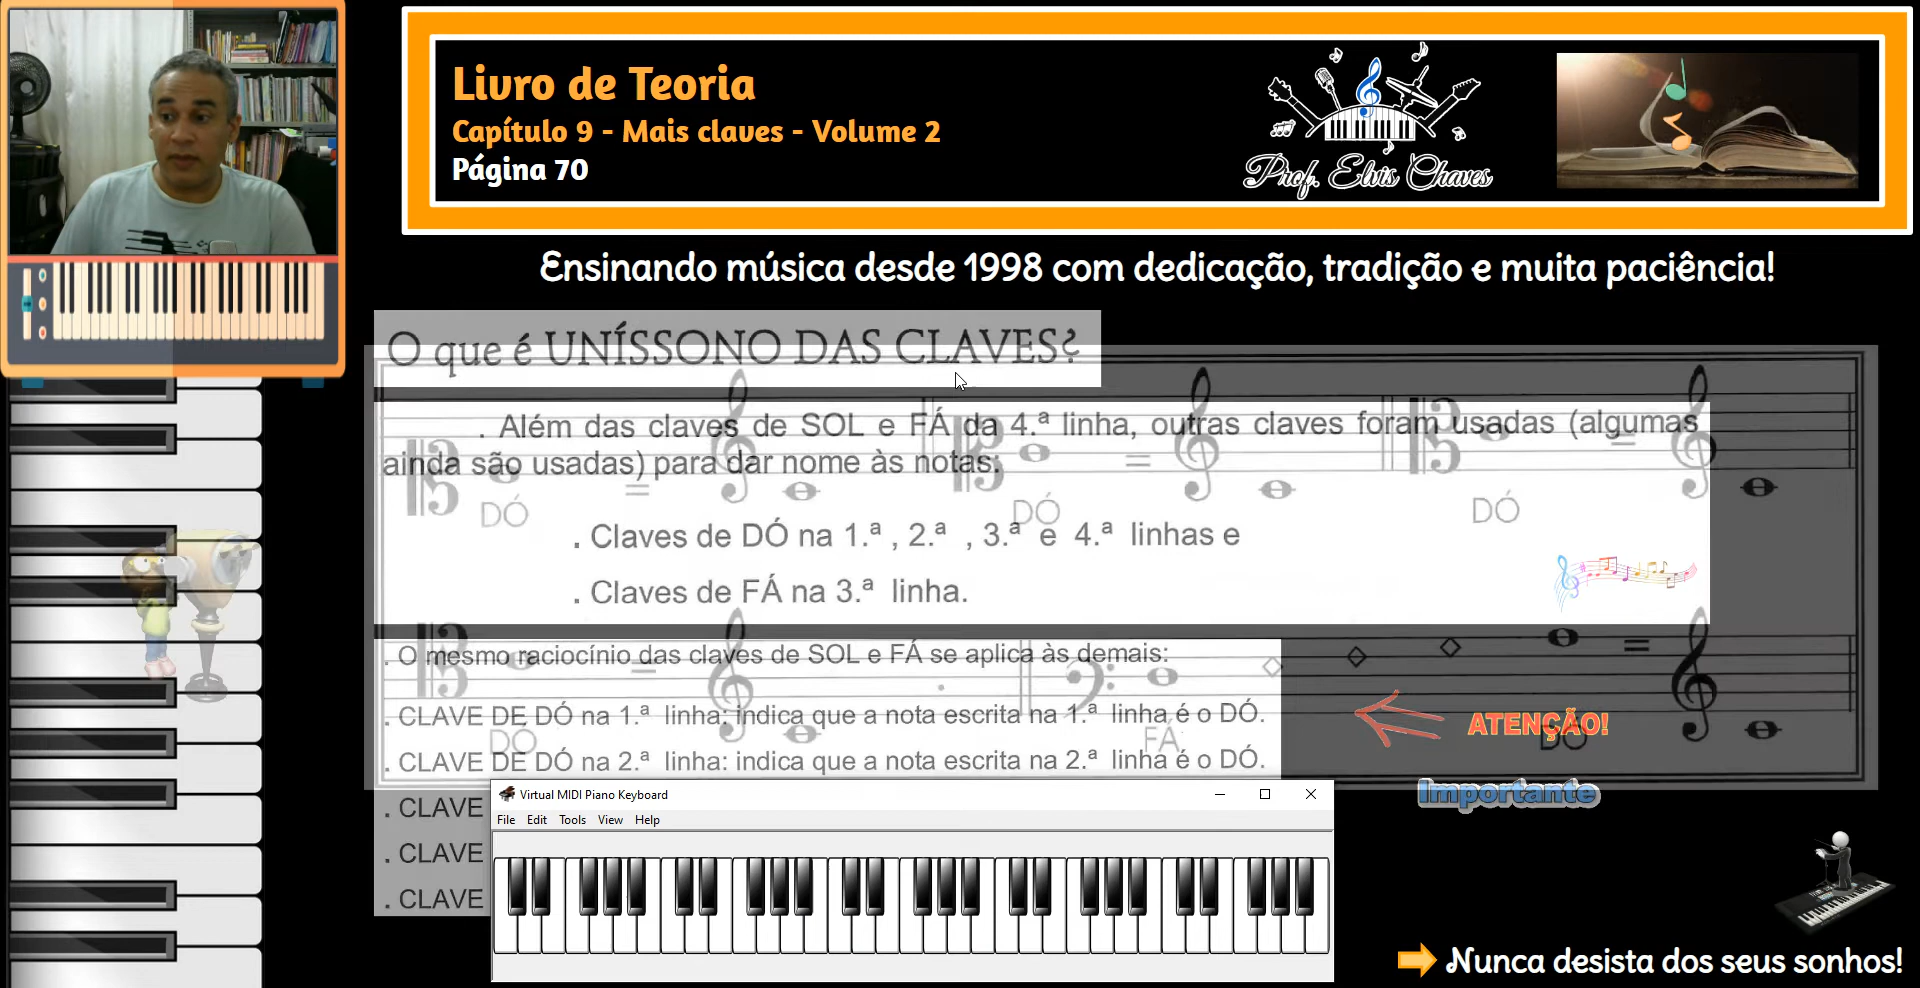 Livro de Teoria
Capítulo 9 - Mais claves - Volume 2
Página 70
Prof. Elvis Chaves
Ensinando música desde 1998 com dedicação, tradição e muita paciência!
O que é UNÍSSONO DAS CLAVES?
. Além das claves de SOL e FÁ da 4.ª linha, outras claves foram usadas (algumas
ainda são usadas) para dar nome às notas:
DÓ
DÓ
DÓ
. Claves de DÓ na 1.ª , 2.ª , 3.ª e 4.ª linhas e
. Claves de FÁ na 3.ª linha.
. O mesmo raciocínio das claves de SOL e FÁ se aplica às demais:
. CLAVE DE DÓ na 1.ª linha: indica que a nota escrita na 1.ª linha é o DÓ.
ATENÇÃO!
DÓ
FÁ
DÓ
. CLAVE DE DÓ na 2.ª linha: indica que a nota escrita na 2.ª linha é o DÓ.
Importante
. CLAVE
. CLAVE
. CLAVE
Virtual MIDI Piano Keyboard
File Edit Tools View Help
Nunca desista dos seus sonhos!